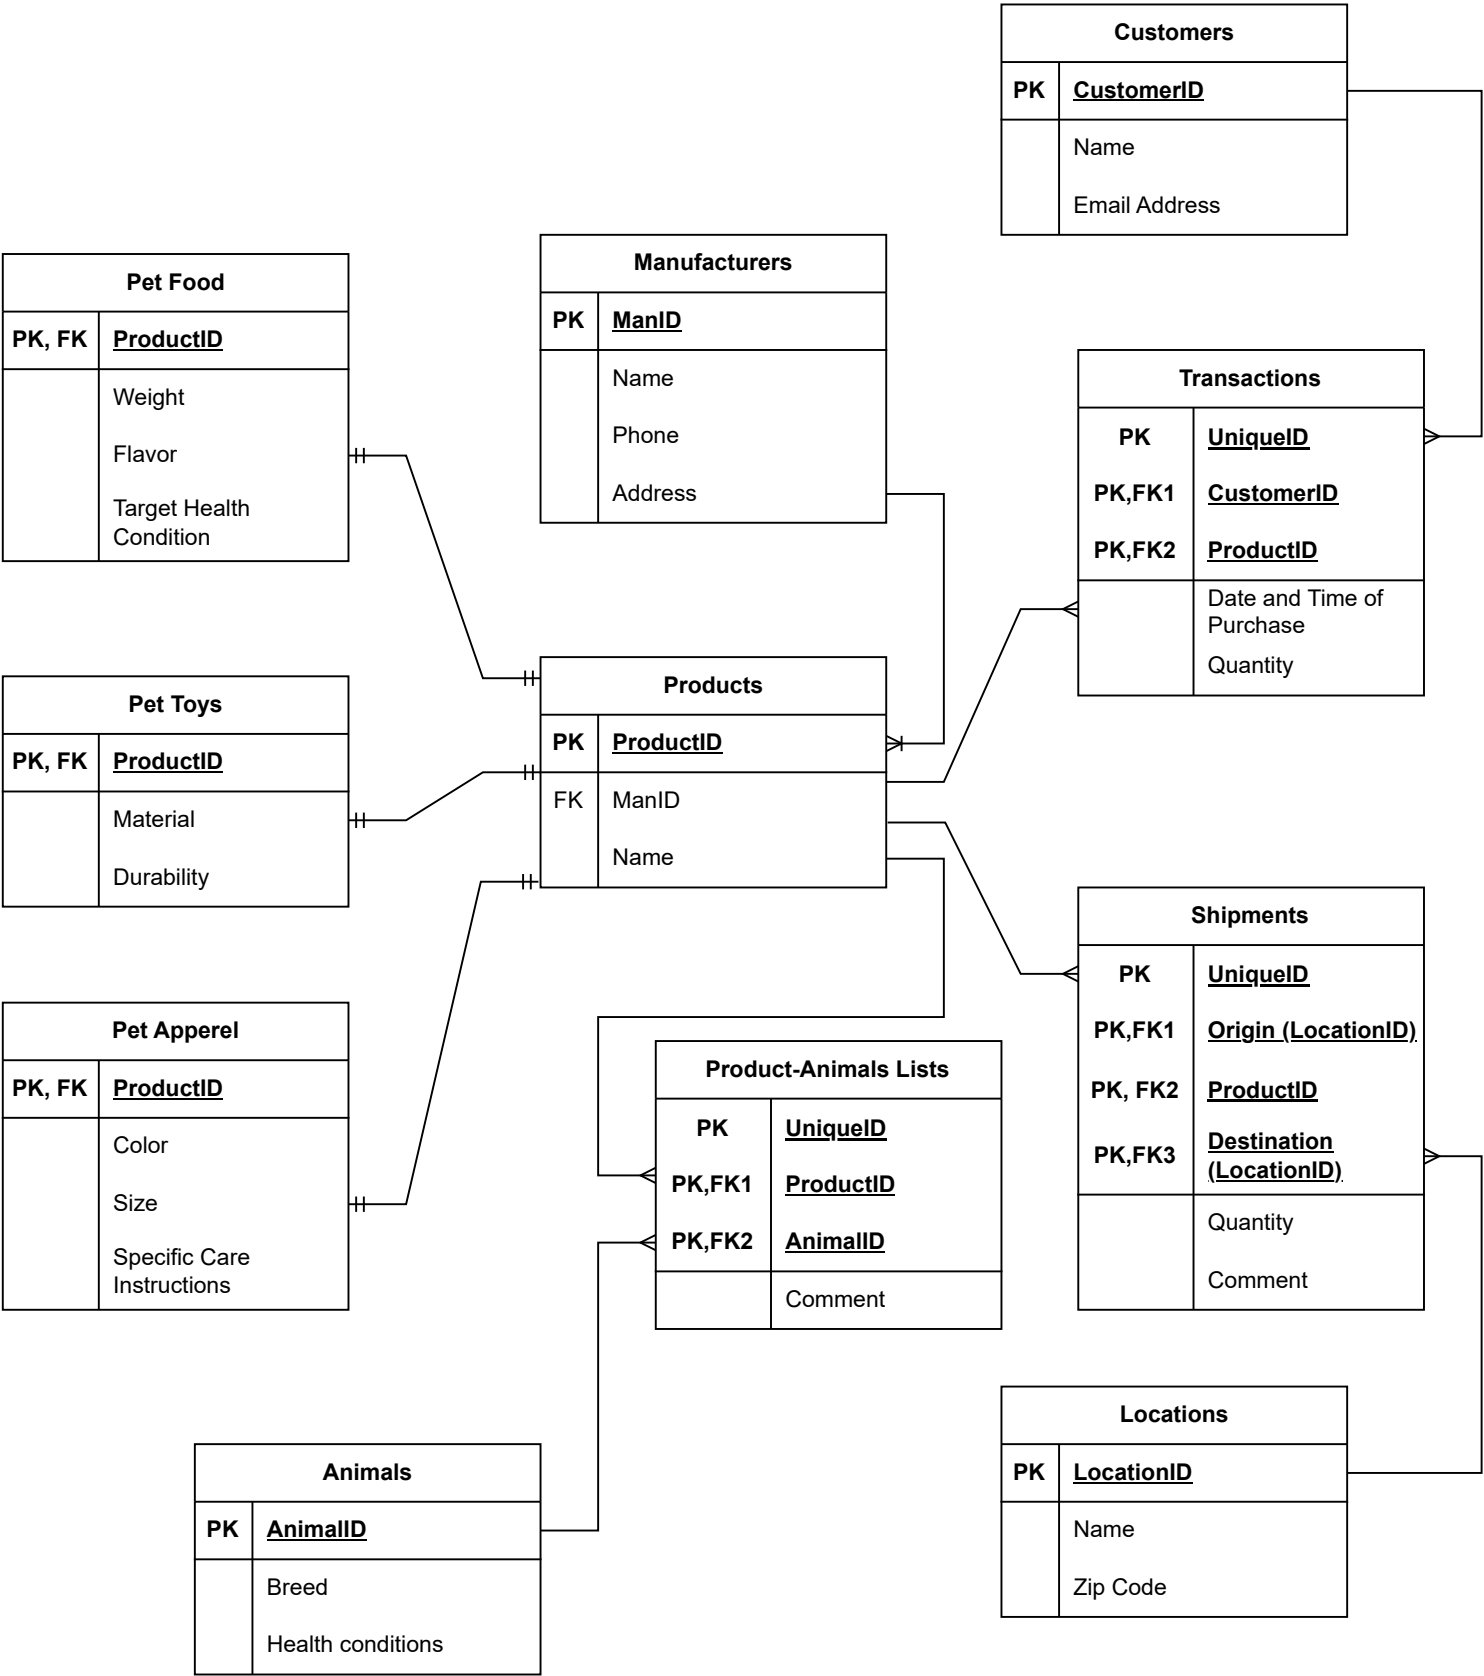 Customers
PK CustomerID
Name
Email Address
Manufacturers
PK ManID
Name
Phone
Address
Pet Food
PK, FK ProductID
Weight
Flavor
Target Health
Condition
Transactions
PK UniqueID
PK,FK1 CustomerID
PK,FK2 ProductID
Date and Time of
Purchase
Quantity
Products
PK ProductID
FK ManID
Name
Pet Toys
PK, FK ProductID
Material
Durability
Shipments
PK UniqueID
PK,FK1 Origin (LocationID)
PK, FK2 ProductID
PK,FK3 Destination
(LocationID)
Quantity
Comment
Pet Apperel
PK, FK ProductID
Color
Size
Specific Care
Instructions
Product-Animals Lists
PK UniqueID
PK,FK1 ProductID
PK,FK2 AnimalID
Comment
Locations
PK LocationID
Name
Zip Code
Animals
PK AnimalID
Breed
Health conditions